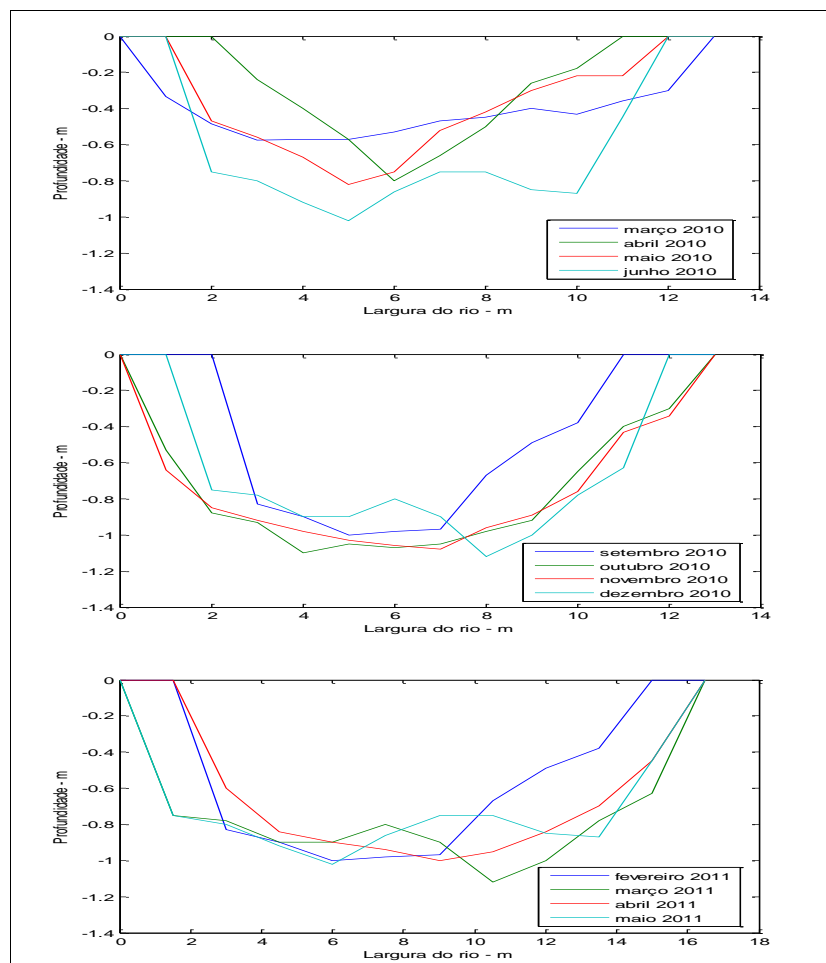 0
-0.2
-0.4
-0.6
-0.8
-1
-1.2
-1.4
Profundidade - m
março 2010
abril 2010
maio 2010
junho 2010
0 2 4 6 8 10 12 14
Largura do rio - m
0
-0.2
-0.4
-0.6
-0.8
-1
-1.2
-1.4
Profundidade - m
setembro 2010
outubro 2010
novembro 2010
dezembro 2010
0 2 4 6 8 10 12 14
Largura do rio - m
0
-0.2
-0.4
-0.6
-0.8
-1
-1.2
-1.4
Profundidade - m
fevereiro 2011
março 2011
abril 2011
maio 2011
0 2 4 6 8 10 12 14 16 18
Largura do rio - m